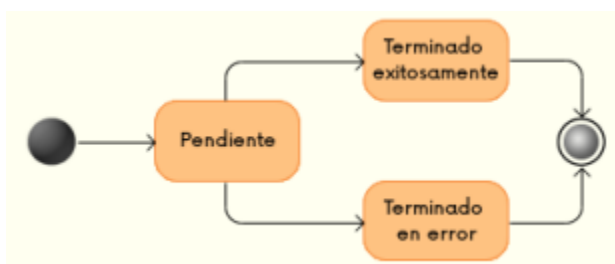 Terminado
exitosamente
Pendiente
Terminado
en error